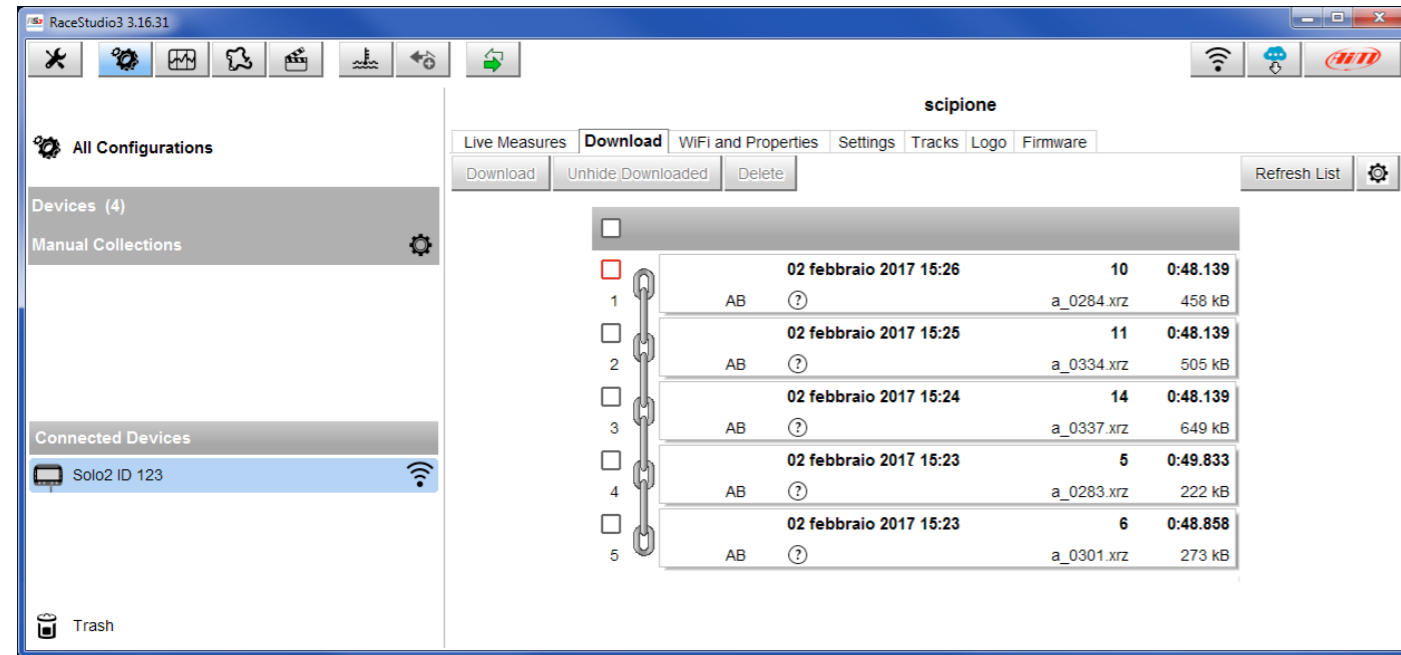 RaceStudio3 3.16.31
AiM
scipione
All Configurations
Live Measures Download WiFi and Properties Settings Tracks Logo Firmware
Download Unhide Downloaded Delete Refresh List
Devices (4)
Manual Collections
02 febbraio 2017 15:26 10 0:48.139
1 AB ? a_0284.xrz 458 kB
02 febbraio 2017 15:25 11 0:48.139
2 AB ? a_0334.xrz 505 kB
02 febbraio 2017 15:24 14 0:48.139
3 AB ? a_0337.xrz 649 kB
Connected Devices
02 febbraio 2017 15:23 5 0:49.833
Solo2 ID 123
4 AB ? a_0283.xrz 222 kB
02 febbraio 2017 15:23 6 0:48.858
5 AB ? a_0301.xrz 273 kB
Trash